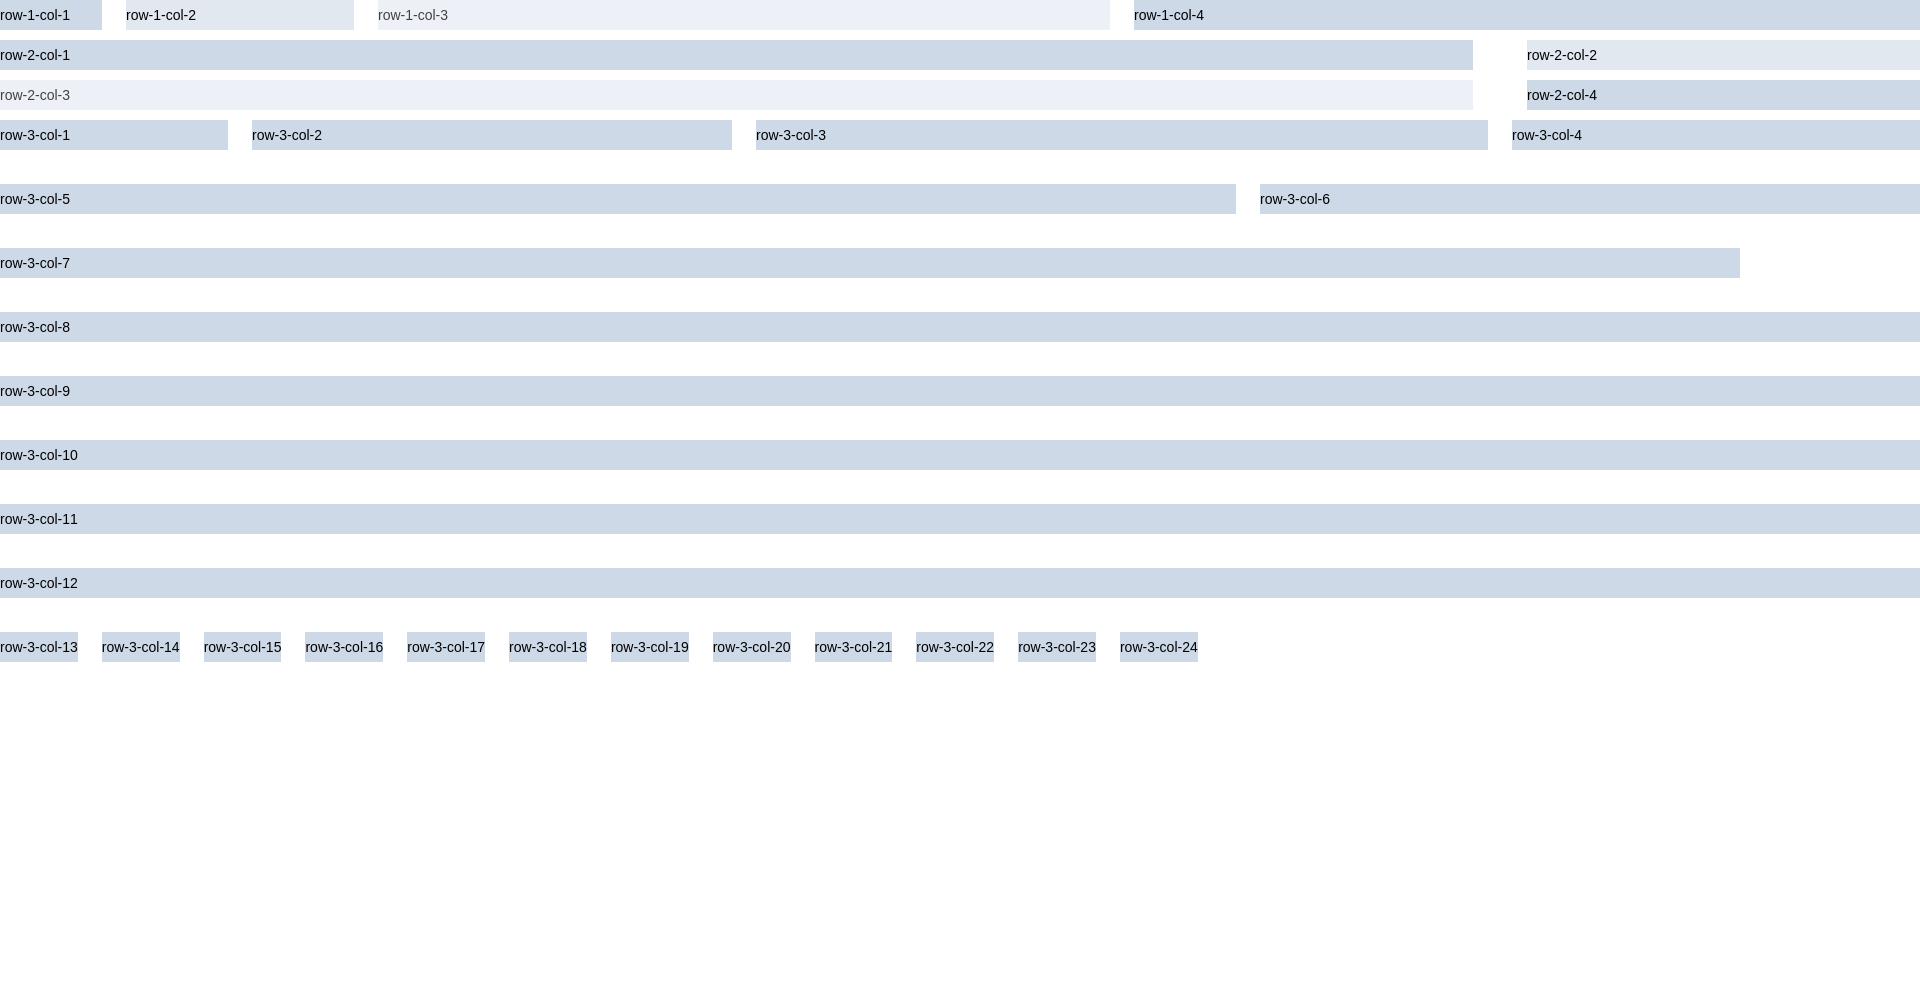 row-1-col-1 row-1-col-2 row-1-col-3 row-1-col-4
row-2-col-1 row-2-col-2
row-2-col-3 row-2-col-4
row-3-col-1 row-3-col-2 row-3-col-3 row-3-col-4
row-3-col-5 row-3-col-6
row-3-col-7
row-3-col-8
row-3-col-9
row-3-col-10
row-3-col-11
row-3-col-12
row-3-col-13 row-3-col-14 row-3-col-15 row-3-col-16 row-3-col-17 row-3-col-18 row-3-col-19 row-3-col-20 row-3-col-21 row-3-col-22 row-3-col-23 row-3-col-24